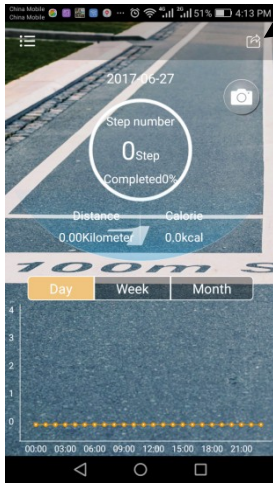 China Mobile
China Mobile
4G 2G 51% 4:13 PM
2017-06-27
Step number
0Step
Completed0%
Distance Calorie
0.00Kilometer 0.0kcal
100m S
Day Week Month
4
3
2
1
0
00:00 03:00 06:00 09:00 12:00 15:00 18:00 21:00